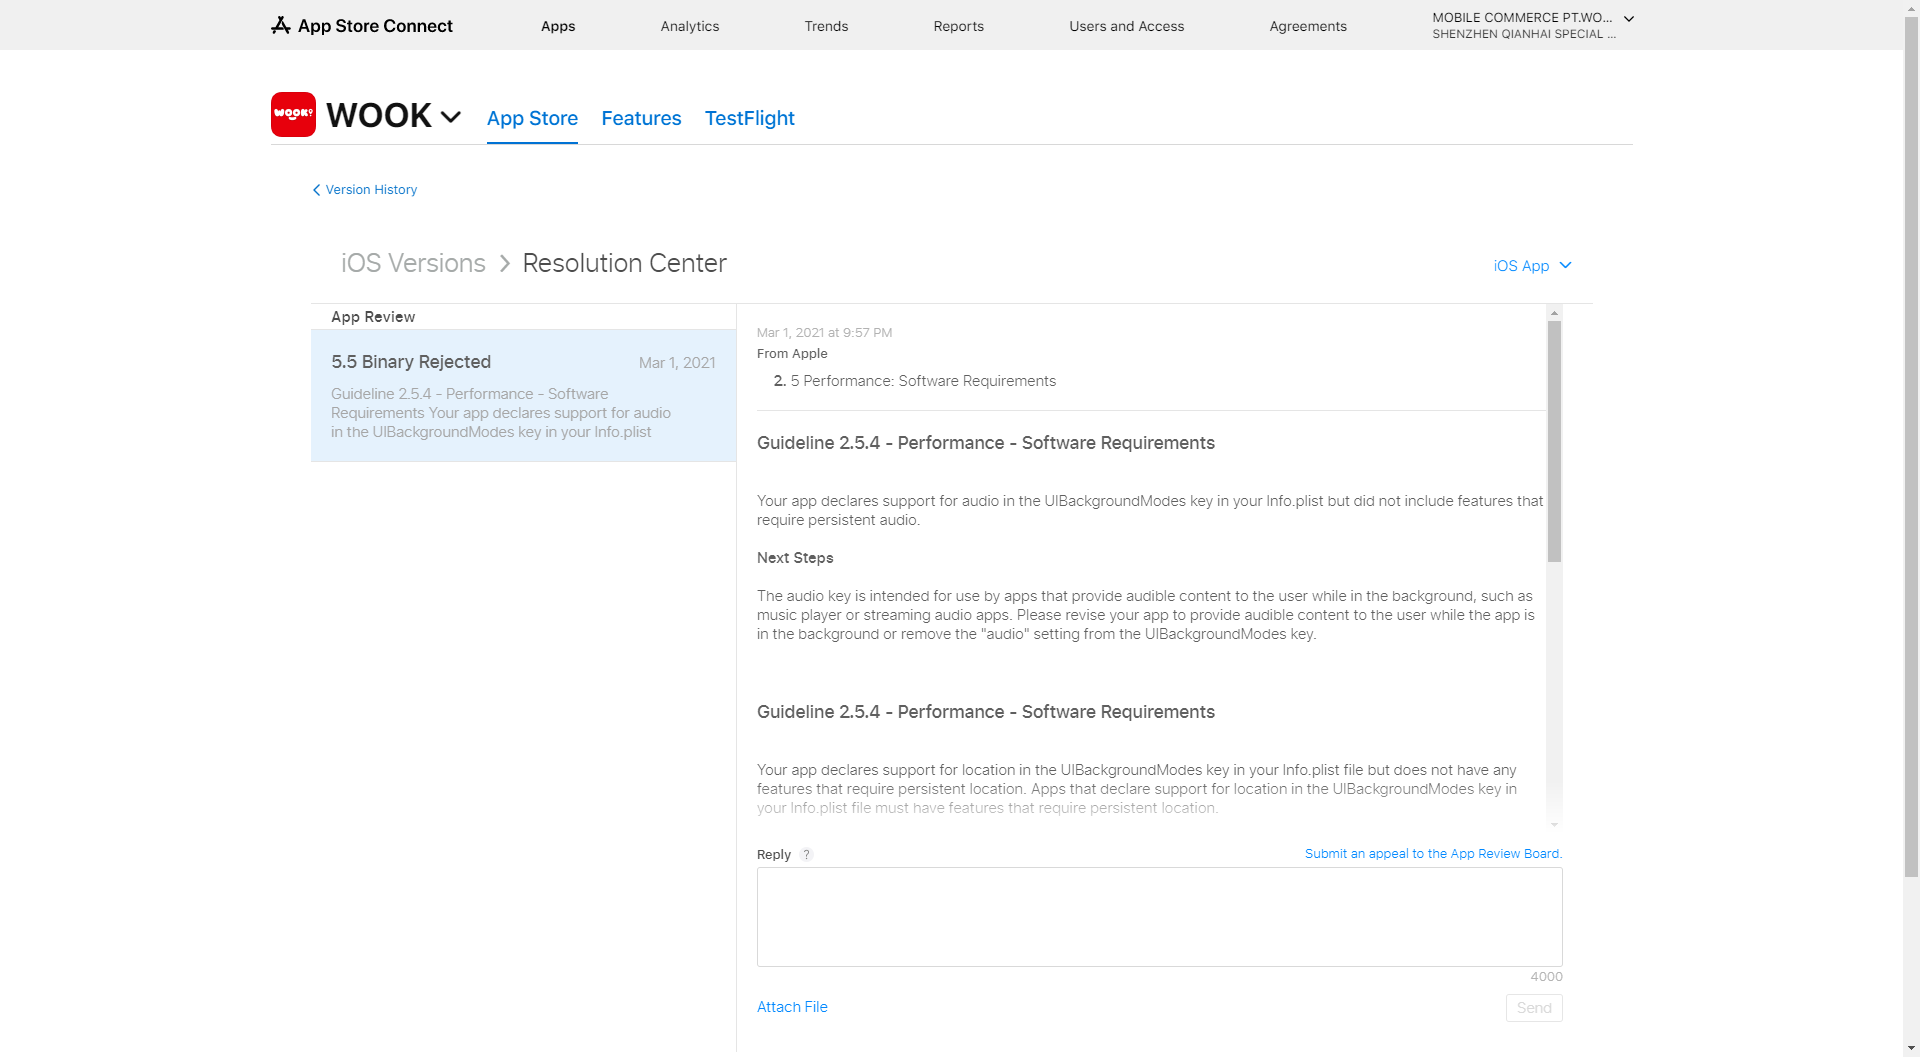 App Store Connect
Apps
Analytics
Trends
Reports
Users and Access
Agreements
MOBILE COMMERCE PT.WO...
SHENZHEN QIANHAI SPECIAL ...
WOOK?
WOOK
App Store
Features
TestFlight
Version History
iOS Versions
Resolution Center
iOS App
App Review
5.5 Binary Rejected
Mar 1, 2021
Guideline 2.5.4 - Performance - Software
Requirements Your app declares support for audio
in the UIBackgroundModes key in your Info.plist
Mar 1, 2021 at 9:57 PM
From Apple
2. 5 Performance: Software Requirements
Guideline 2.5.4 - Performance - Software Requirements
Your app declares support for audio in the UIBackgroundModes key in your Info.plist but did not include features that
require persistent audio.
Next Steps
The audio key is intended for use by apps that provide audible content to the user while in the background, such as
music player or streaming audio apps. Please revise your app to provide audible content to the user while the app is
in the background or remove the "audio" setting from the UIBackgroundModes key.
Guideline 2.5.4 - Performance - Software Requirements
Your app declares support for location in the UIBackgroundModes key in your Info.plist file but does not have any
features that require persistent location. Apps that declare support for location in the UIBackgroundModes key in
your Info.plist file must have features that require persistent location.
Reply ?
Submit an appeal to the App Review Board.
4000
Attach File
Send